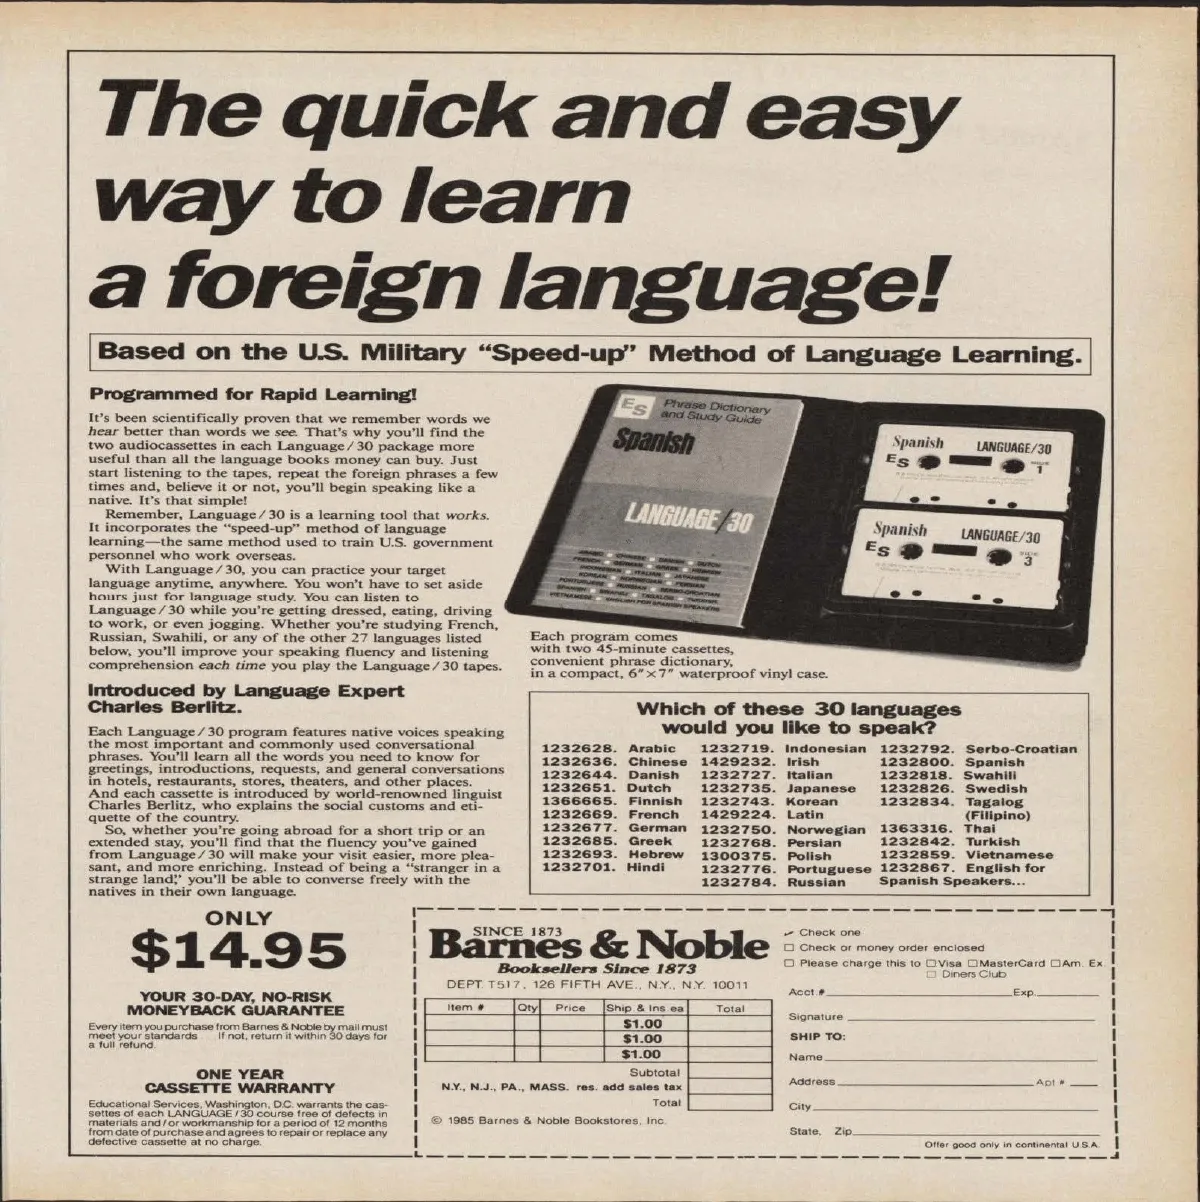 The quick and easy
way to learn
a foreign language!
Based on the U.S. Military “Speed-up” Method of Language Learning.
Programmed for Rapid Learning!
It's been scientifically proven that we remember words we
hear better than words we see. That's why you'll find the
two audiocassettes in each Language/30 package more
useful than all the language books money can buy. Just
start listening to the tapes, repeat the foreign phrases a few
times and, believe it or not, you'll begin speaking like a
native. It's that simple!
Remember, Language/30 is a learning tool that works.
It incorporates the “speed-up” method of language
learning—the same method used to train U.S. government
personnel who work overseas.
With Language/30, you can practice your target
language anytime, anywhere. You won't have to set aside
hours just for language study. You can listen to
Language/30 while you're getting dressed, eating, driving
to work, or even jogging. Whether you're studying French,
Russian, Swahili, or any of the other 27 languages listed
below, you'll improve your speaking fluency and listening
comprehension each time you play the Language/30 tapes.
Introduced by Language Expert
Charles Berlitz.
Each Language/30 program features native voices speaking
the most important and commonly used conversational
phrases. You'll learn all the words you need to know for
greetings, introductions, requests, and general conversations
in hotels, restaurants, stores, theaters, and other places.
And each cassette is introduced by world-renowned linguist
Charles Berlitz, who explains the social customs and eti-
quette of the country.
So, whether you're going abroad for a short trip or an
extended stay, you'll find that the fluency you've gained
from Language/30 will make your visit easier, more plea-
sant, and more enriching. Instead of being a “stranger in a
strange land,” you'll be able to converse freely with the
natives in their own language.
ES
Phrase Dictionary
and Study Guide
Spanish
LANGUAGE/30
ARABIC CHINESE DANISH DUTCH
FRENCH GERMAN GREEK HEBREW
INDONESIAN ITALIAN JAPANESE
KOREAN NORWEGIAN PERSIAN
PORTUGUESE RUSSIAN SERBO-CROATIAN
SPANISH SWAHILI TAGALOG TURKISH
VIETNAMESE ENGLISH FOR SPANISH SPEAKERS
Spanish LANGUAGE/30
ES SIDE 1
Spanish LANGUAGE/30
ES SIDE 3
Each program comes
with two 45-minute cassettes,
convenient phrase dictionary,
in a compact, 6″×7″ waterproof vinyl case.
Which of these 30 languages
would you like to speak?
1232628. Arabic
1232636. Chinese
1232644. Danish
1232651. Dutch
1366665. Finnish
1232669. French
1232677. German
1232685. Greek
1232693. Hebrew
1232701. Hindi
1232719. Indonesian
1429232. Irish
1232727. Italian
1232735. Japanese
1232743. Korean
1429224. Latin
1232750. Norwegian
1232768. Persian
1300375. Polish
1232776. Portuguese
1232784. Russian
1232792. Serbo-Croatian
1232800. Spanish
1232818. Swahili
1232826. Swedish
1232834. Tagalog
(Filipino)
1363316. Thai
1232842. Turkish
1232859. Vietnamese
1232867. English for
Spanish Speakers...
ONLY
$14.95
YOUR 30-DAY, NO-RISK
MONEYBACK GUARANTEE
Every item you purchase from Barnes & Noble by mail must
meet your standards If not, return it within 30 days for
a full refund.
ONE YEAR
CASSETTE WARRANTY
Educational Services, Washington, D.C. warrants the cas-
settes of each LANGUAGE/30 course free of defects in
materials and/or workmanship for a period of 12 months
from date of purchase and agrees to repair or replace any
defective cassette at no charge.
SINCE 1873
Barnes & Noble
Booksellers Since 1873
DEPT. T517, 126 FIFTH AVE., N.Y., N.Y. 10011
Item # Qty Price Ship & Ins ea Total
$1.00
$1.00
$1.00
Subtotal
N.Y., N.J., PA., MASS. res. add sales tax
Total
© 1985 Barnes & Noble Bookstores, Inc.
✓ Check one
☐ Check or money order enclosed
☐ Please charge this to ☐Visa ☐MasterCard ☐Am. Ex.
☐ Diners Club
Acct.# Exp.
Signature
SHIP TO:
Name
Address Apt #
City
State, Zip
Offer good only in continental U.S.A.